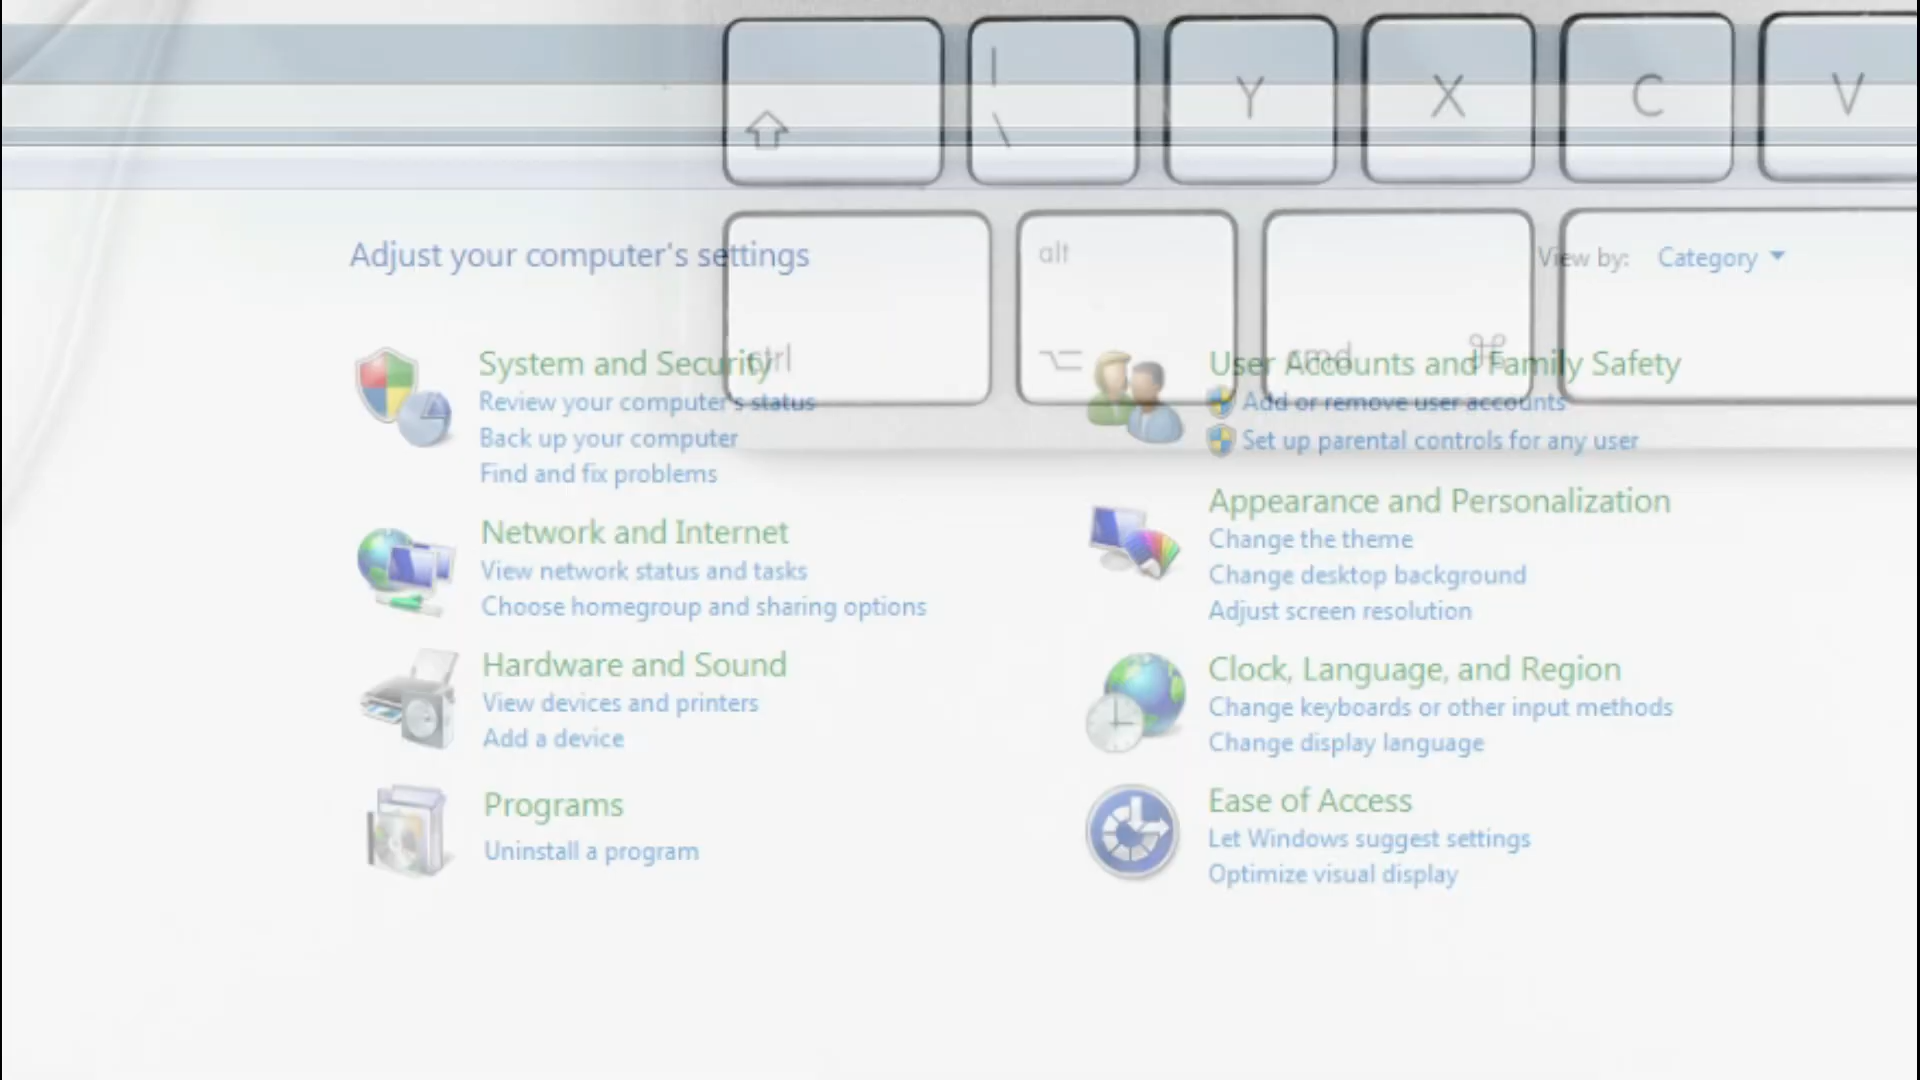 |
\
Y
X
C
V
alt
ctrl
cmd
⌘
Adjust your computer's settings
View by: Category
System and Security
Review your computer's status
Back up your computer
Find and fix problems
Network and Internet
View network status and tasks
Choose homegroup and sharing options
Hardware and Sound
View devices and printers
Add a device
Programs
Uninstall a program
User Accounts and Family Safety
Add or remove user accounts
Set up parental controls for any user
Appearance and Personalization
Change the theme
Change desktop background
Adjust screen resolution
Clock, Language, and Region
Change keyboards or other input methods
Change display language
Ease of Access
Let Windows suggest settings
Optimize visual display